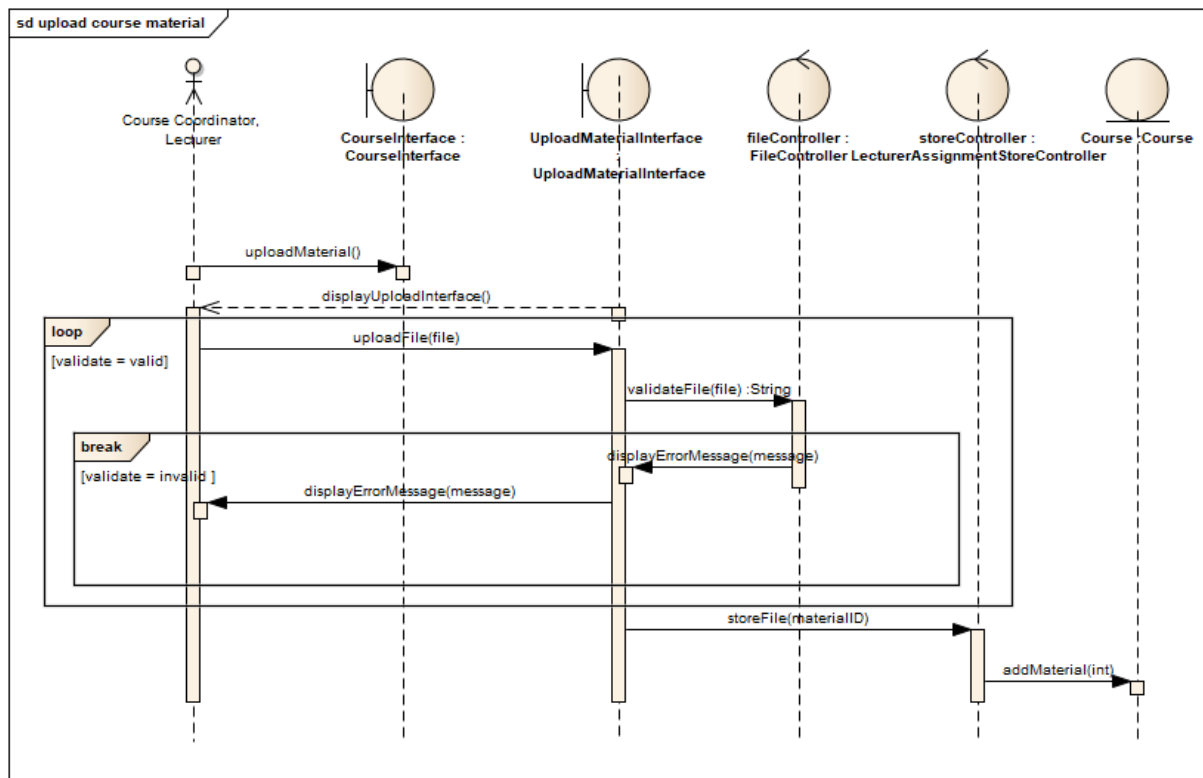 sd upload course material
Course Coordinator,
Lecturer
CourseInterface :
CourseInterface
UploadMaterialInterface
:
UploadMaterialInterface
fileController :
FileController
storeController :
LecturerAssignmentStoreController
Course :Course
uploadMaterial()
displayUploadInterface()
loop
[validate = valid]
uploadFile(file)
validateFile(file) :String
break
[validate = invalid ]
displayErrorMessage(message)
displayErrorMessage(message)
storeFile(materialID)
addMaterial(int)